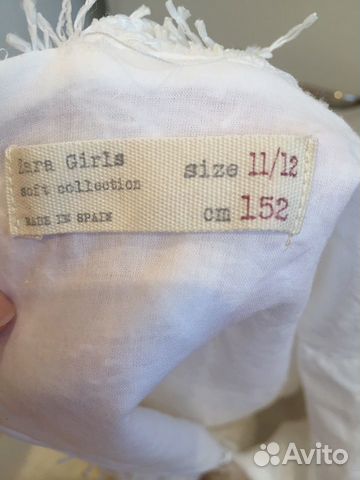 Zara Girls size 11/12
soft collection
MADE IN SPAIN cm 152
Avito